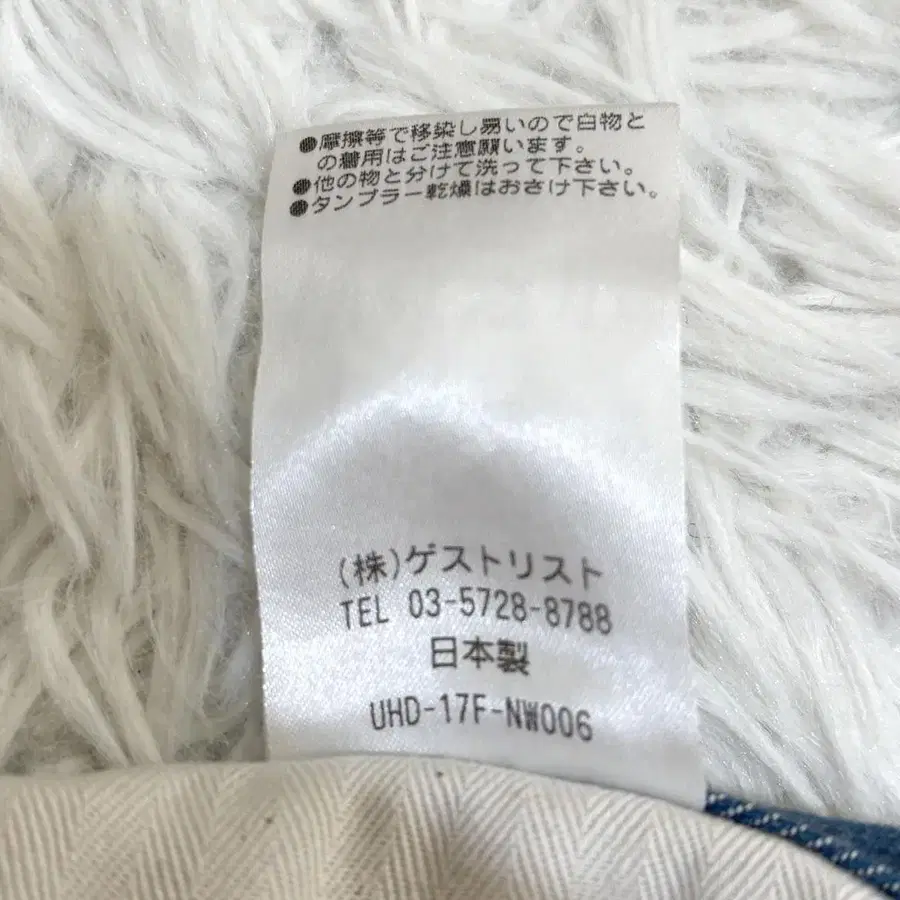 ●摩擦等で移染し易いので白物と
の着用はご注意願います。
●他の物と分けて洗って下さい。
●タンブラー乾燥はおさけ下さい。
(株)ゲストリスト
TEL 03-5728-8788
日本製
UHD-17F-NW006